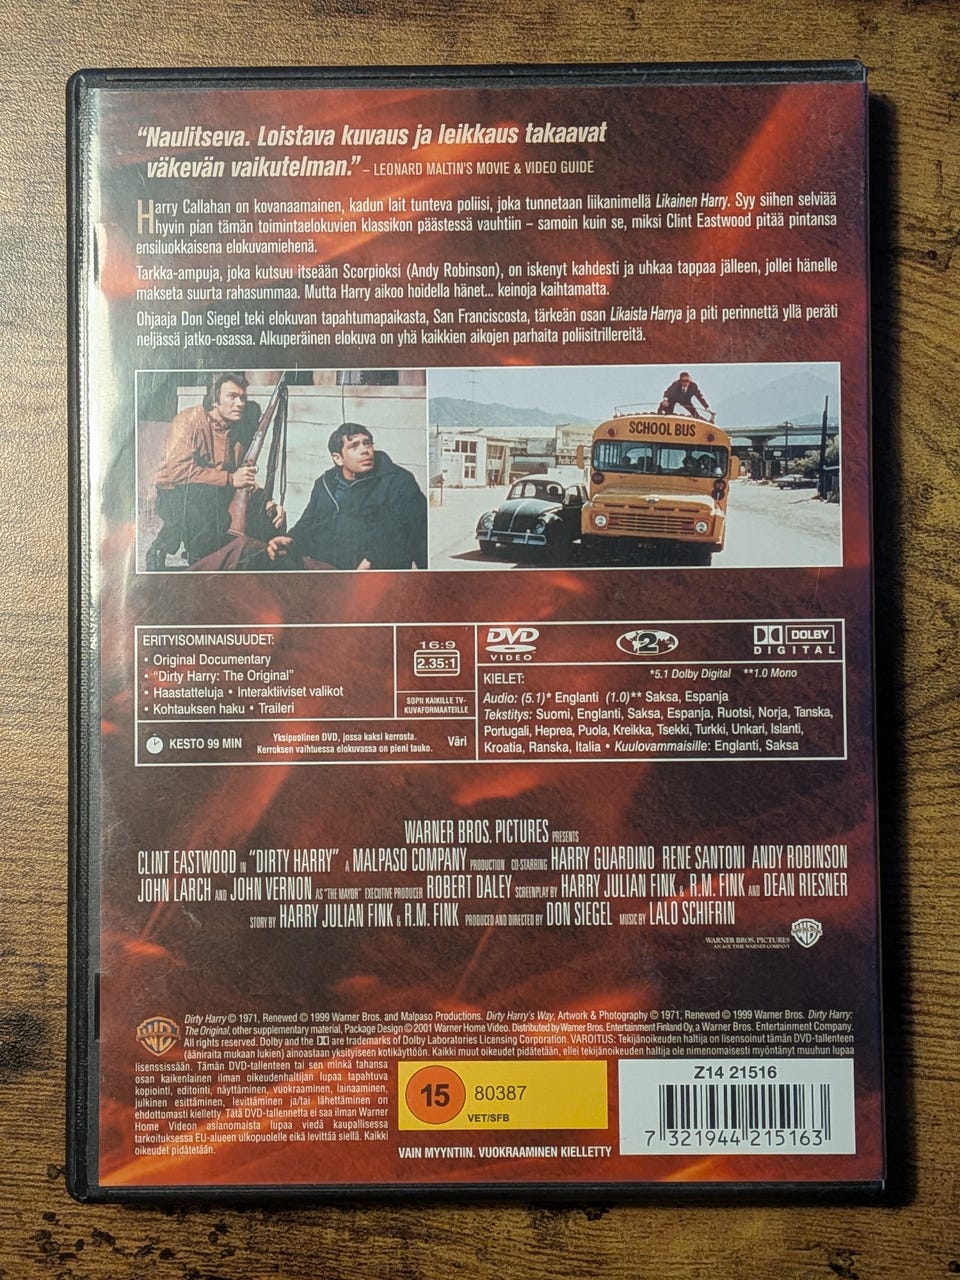 “Naulitseva. Loistava kuvaus ja leikkaus takaavat
väkevän vaikutelman.” – LEONARD MALTIN'S MOVIE & VIDEO GUIDE
Harry Callahan on kovanaamainen, kadun lait tunteva poliisi, joka tunnetaan liikanimellä Likainen Harry. Syy siihen selviää
hyvin pian tämän toimintaelokuvien klassikon päästessä vauhtiin – samoin kuin se, miksi Clint Eastwood pitää pintansa
ensiluokkaisena elokuvamiehenä.
Tarkka-ampuja, joka kutsuu itseään Scorpioksi (Andy Robinson), on iskenyt kahdesti ja uhkaa tappaa jälleen, jollei hänelle
makseta suurta rahasummaa. Mutta Harry aikoo hoidella hänet... keinoja kaihtamatta.
Ohjaaja Don Siegel teki elokuvan tapahtumapaikasta, San Franciscosta, tärkeän osan Likaista Harrya ja piti perinnettä yllä peräti
neljässä jatko-osassa. Alkuperäinen elokuva on yhä kaikkien aikojen parhaita poliisitrillereitä.
SCHOOL BUS
ERITYISOMINAISUUDET:
• Original Documentary
• “Dirty Harry: The Original”
• Haastatteluja • Interaktiiviset valikot
• Kohtauksen haku • Traileri
16:9
2.35:1
SOPII KAIKILLE TV-
KUVAFORMAATEILLE
KESTO 99 MIN
Yksipuolinen DVD, jossa kaksi kerrosta.
Kerroksen vaihtuessa elokuvassa on pieni tauko.
Väri
DVD
VIDEO
2
DOLBY
DIGITAL
KIELET:
*5.1 Dolby Digital **1.0 Mono
Audio: (5.1)* Englanti (1.0)** Saksa, Espanja
Tekstitys: Suomi, Englanti, Saksa, Espanja, Ruotsi, Norja, Tanska,
Portugali, Heprea, Puola, Kreikka, Tsekki, Turkki, Unkari, Islanti,
Kroatia, Ranska, Italia • Kuulovammaisille: Englanti, Saksa
WARNER BROS. PICTURES PRESENTS
CLINT EASTWOOD IN “DIRTY HARRY” A MALPASO COMPANY PRODUCTION CO-STARRING HARRY GUARDINO RENE SANTONI ANDY ROBINSON
JOHN LARCH AND JOHN VERNON AS “THE MAYOR” EXECUTIVE PRODUCER ROBERT DALEY SCREENPLAY BY HARRY JULIAN FINK & R.M. FINK AND DEAN RIESNER
STORY BY HARRY JULIAN FINK & R.M. FINK PRODUCED AND DIRECTED BY DON SIEGEL MUSIC BY LALO SCHIFRIN
WARNER BROS. PICTURES
AN AOL TIME WARNER COMPANY
Dirty Harry © 1971, Renewed © 1999 Warner Bros. and Malpaso Productions. Dirty Harry's Way, Artwork & Photography © 1971, Renewed © 1999 Warner Bros. Dirty Harry:
The Original, other supplementary material, Package Design © 2001 Warner Home Video. Distributed by Warner Bros. Entertainment Finland Oy, a Warner Bros. Entertainment Company.
All rights reserved. Dolby and the DD are trademarks of Dolby Laboratories Licensing Corporation. VAROITUS: Tekijänoikeuden haltija on lisensoinut tämän DVD-tallenteen
(ääniraita mukaan lukien) ainoastaan yksityiseen kotikäyttöön. Kaikki muut oikeudet pidätetään, ellei tekijänoikeuden haltija ole nimenomaisesti myöntänyt muuhun lupaa
lisenssissään. Tämän DVD-tallenteen tai sen minkä tahansa
osan kaikenlainen ilman oikeudenhaltijan lupaa tapahtuva
kopiointi, editointi, näyttäminen, vuokraaminen, lainaaminen,
julkinen esittäminen, levittäminen ja/tai lähettäminen on
ehdottomasti kielletty. Tätä DVD-tallennetta ei saa ilman Warner
Home Videon asianomaista lupaa viedä kaupallisessa
tarkoituksessa EU-alueen ulkopuolelle eikä levittää siellä. Kaikki
oikeudet pidätetään.
15
80387
VET/SFB
VAIN MYYNTIIN. VUOKRAAMINEN KIELLETTY
Z14 21516
7 321944 215163